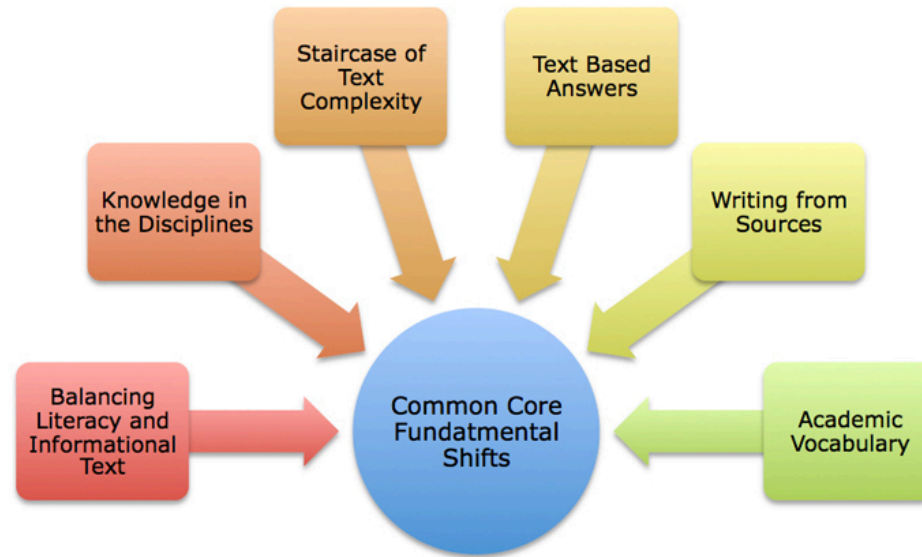 Staircase of
Text
Complexity
Text Based
Answers
Knowledge in
the Disciplines
Writing from
Sources
Balancing
Literacy and
Informational
Text
Common Core
Fundatmental
Shifts
Academic
Vocabulary